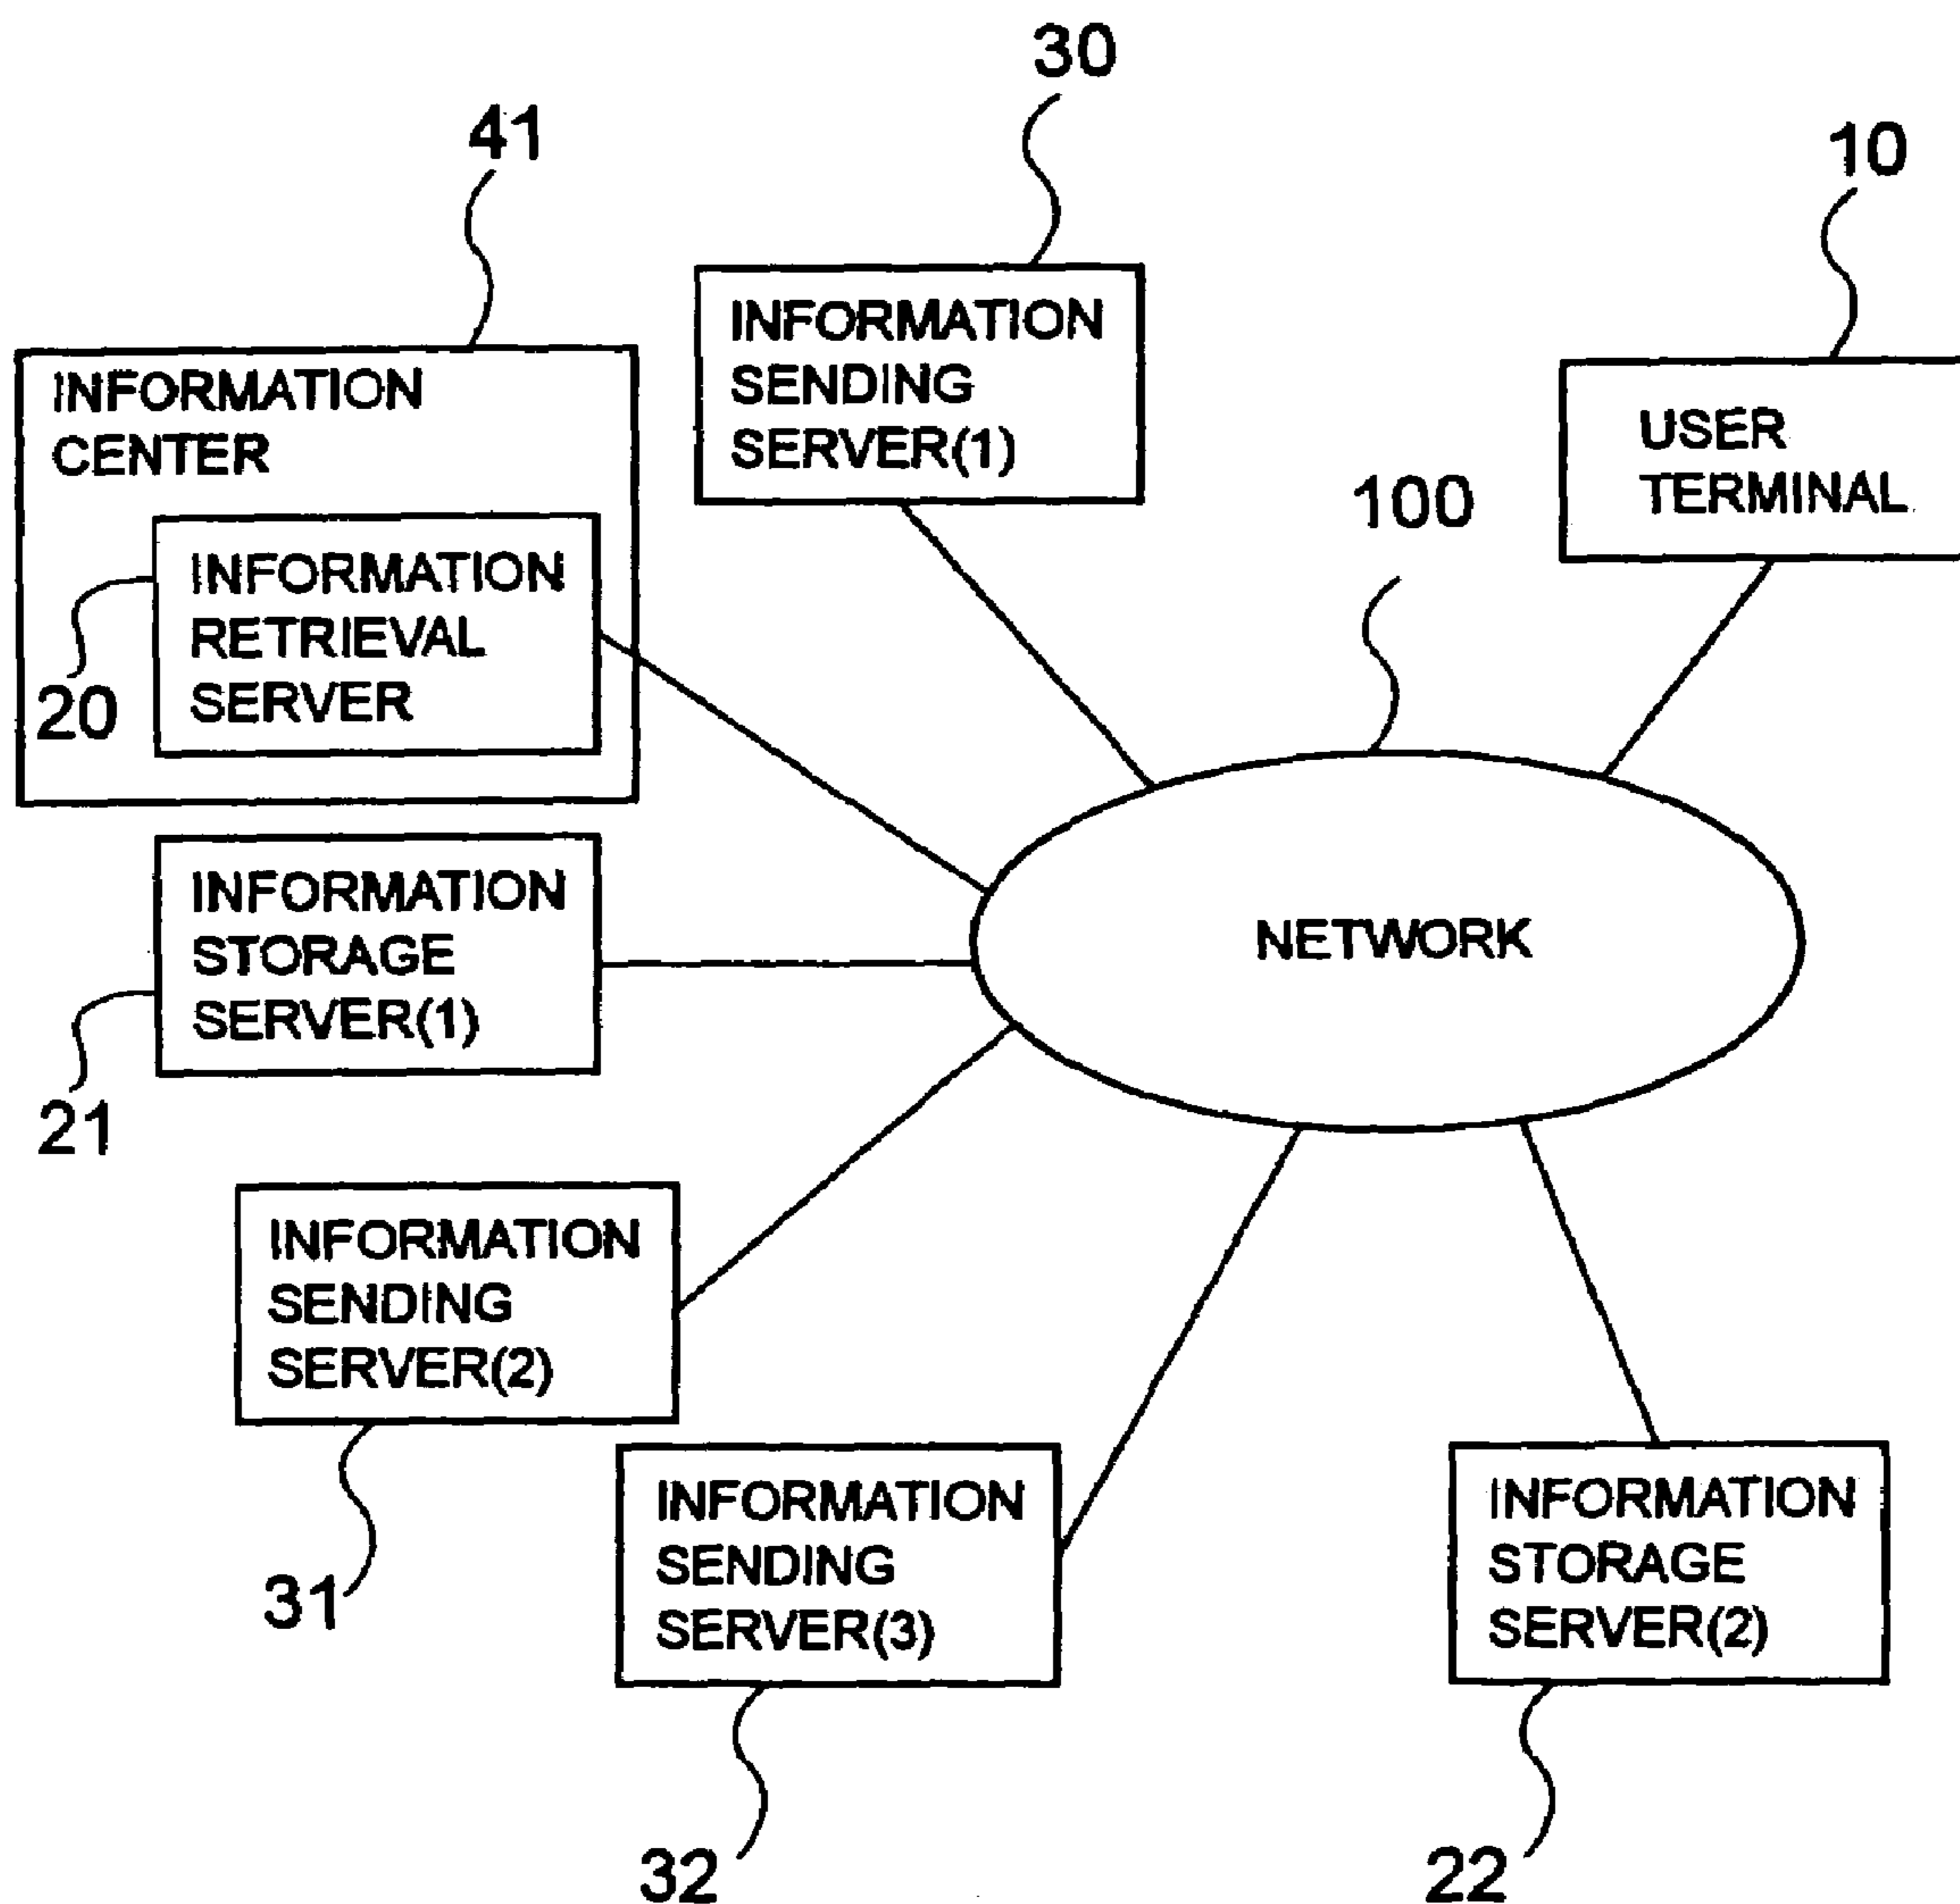 30
41
10
INFORMATION
SENDING
SERVER(1)
INFORMATION
CENTER
USER
TERMINAL
100
INFORMATION
RETRIEVAL
SERVER
20
INFORMATION
STORAGE
SERVER(1)
NETWORK
21
INFORMATION
SENDING
SERVER(2)
31
INFORMATION
SENDING
SERVER(3)
INFORMATION
STORAGE
SERVER(2)
32
22